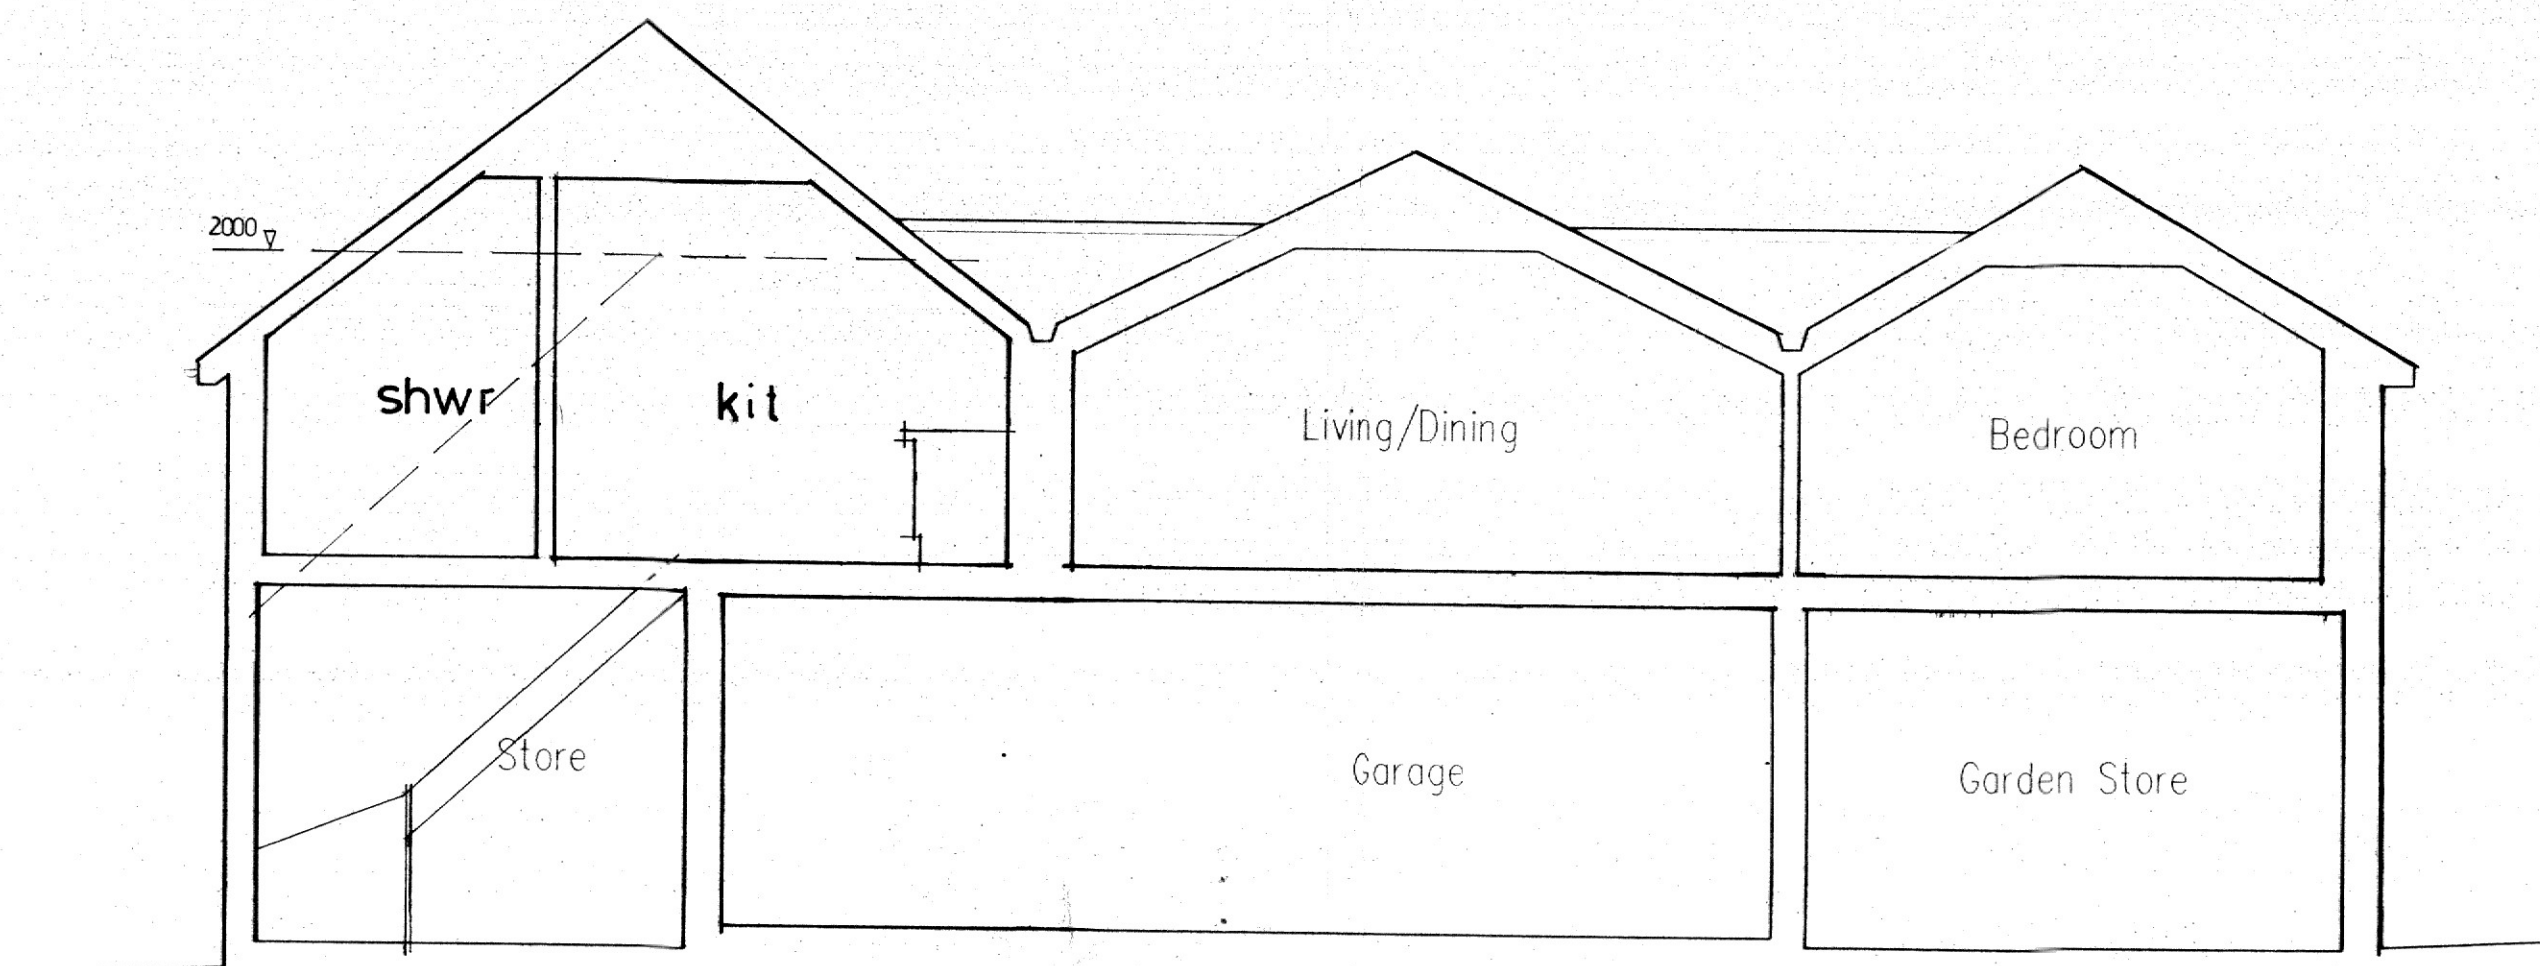 2000
shwr
kit
Living/Dining
Bedroom
Store
Garage
Garden Store